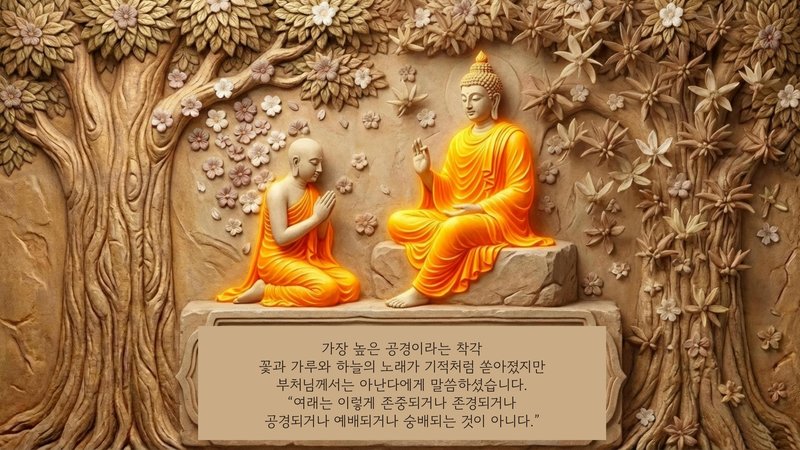 가장 높은 공경이라는 착각
꽃과 가루와 하늘의 노래가 기적처럼 쏟아졌지만
부처님께서는 아난다에게 말씀하셨습니다.
“여래는 이렇게 존중되거나 존경되거나
공경되거나 예배되거나 숭배되는 것이 아니다.”